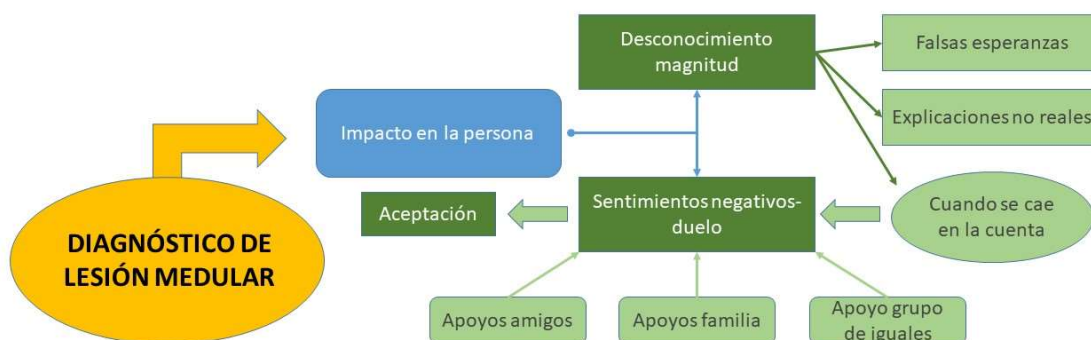 Desconocimiento
magnitud
Falsas esperanzas
Explicaciones no reales
Impacto en la persona
Aceptación
Sentimientos negativos-
duelo
Cuando se cae
en la cuenta
DIAGNÓSTICO DE
LESIÓN MEDULAR
Apoyos amigos
Apoyos familia
Apoyo grupo
de iguales